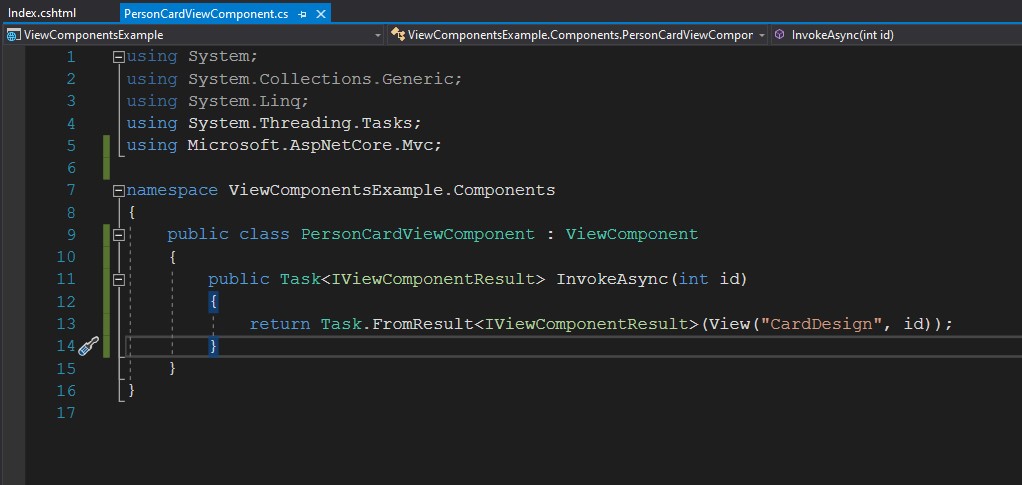 Index.cshtml PersonCardViewComponent.cs
ViewComponentsExample ViewComponentsExample.Components.PersonCardViewCompor InvokeAsync(int id)
1 using System;
2 using System.Collections.Generic;
3 using System.Linq;
4 using System.Threading.Tasks;
5 using Microsoft.AspNetCore.Mvc;
6
7 namespace ViewComponentsExample.Components
8 {
9 public class PersonCardViewComponent : ViewComponent
10 {
11 public Task<IViewComponentResult> InvokeAsync(int id)
12 {
13 return Task.FromResult<IViewComponentResult>(View("CardDesign", id));
14 }
15 }
16 }
17